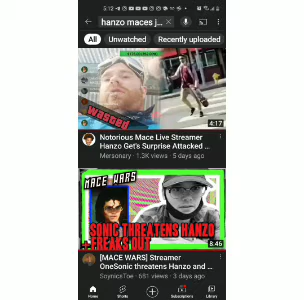 5:12
hanzo maces j...
All
Unwatched
Recently uploaded
wasted
4:17
Notorious Mace Live Streamer
Hanzo Get's Surprise Attacked ...
Mersonary · 1.3K views · 5 days ago
MACE WARS
SONIC THREATENS HANZO
+ FREAKS OUT
8:46
[MACE WARS] Streamer
OneSonic threatens Hanzo and ...
681 views · 3 days ago
Home
Shorts
Subscriptions
Library